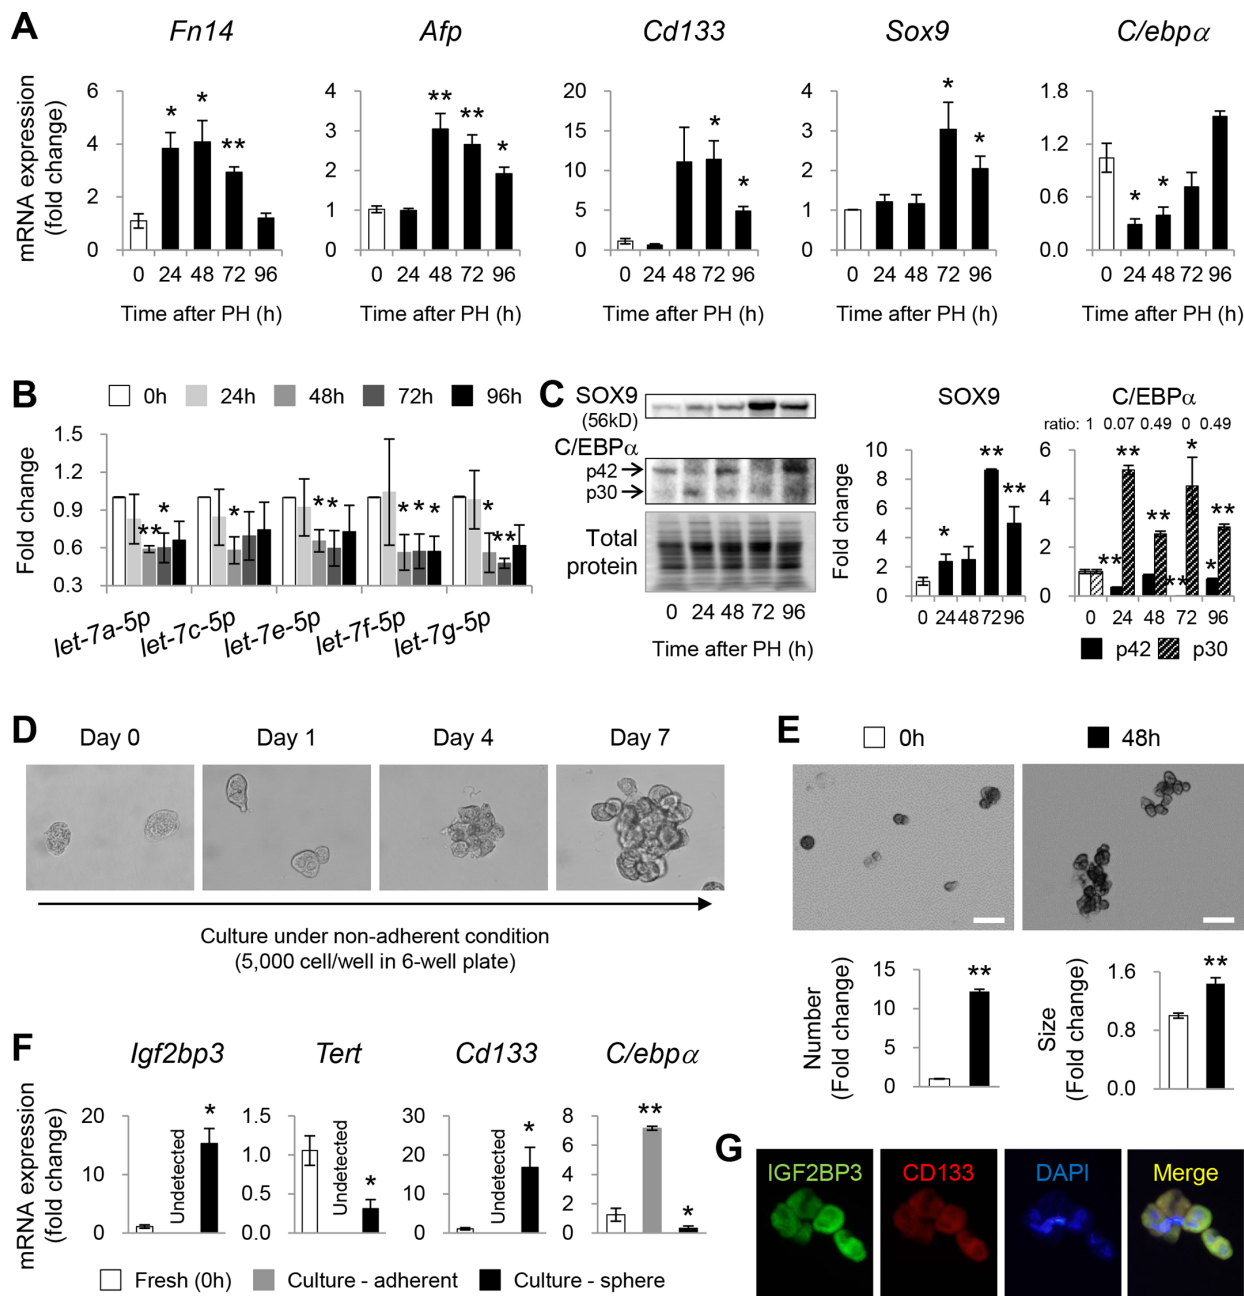 A
Fn14
Afp
Cd133
Sox9
C/ebpα
mRNA expression
(fold change)
6
4
2
0
* * **
0 24 48 72 96
Time after PH (h)
4
3
2
1
0
** ** *
0 24 48 72 96
Time after PH (h)
20
15
10
5
0
* *
0 24 48 72 96
Time after PH (h)
5
4
3
2
1
0
* *
0 24 48 72 96
Time after PH (h)
1.8
1.2
0.6
0.0
* *
0 24 48 72 96
Time after PH (h)
B
0h 24h 48h 72h 96h
Fold change
1.5
1.2
0.9
0.6
0.3
** * * * * * * * * **
let-7a-5p
let-7c-5p
let-7e-5p
let-7f-5p
let-7g-5p
C
SOX9
(56kD)
C/EBPα
p42
p30
Total
protein
0 24 48 72 96
Time after PH (h)
SOX9
Fold change
10
8
6
4
2
0
* ** **
0 24 48 72 96
C/EBPα
ratio: 1 0.07 0.49 0 0.49
6
4
2
0
** ** ** ** * * **
0 24 48 72 96
p42 p30
D
Day 0
Day 1
Day 4
Day 7
Culture under non-adherent condition
(5,000 cell/well in 6-well plate)
E
0h
48h
Number
(Fold change)
15
10
5
0
**
Size
(Fold change)
1.6
0.8
0.0
**
F
Igf2bp3
Tert
Cd133
C/ebpα
mRNA expression
(fold change)
20
10
0
Undetected
*
1.5
1.0
0.5
0.0
Undetected
*
30
20
10
0
Undetected
*
8
6
4
2
0
**
*
Fresh (0h) Culture - adherent Culture - sphere
G
IGF2BP3
CD133
DAPI
Merge